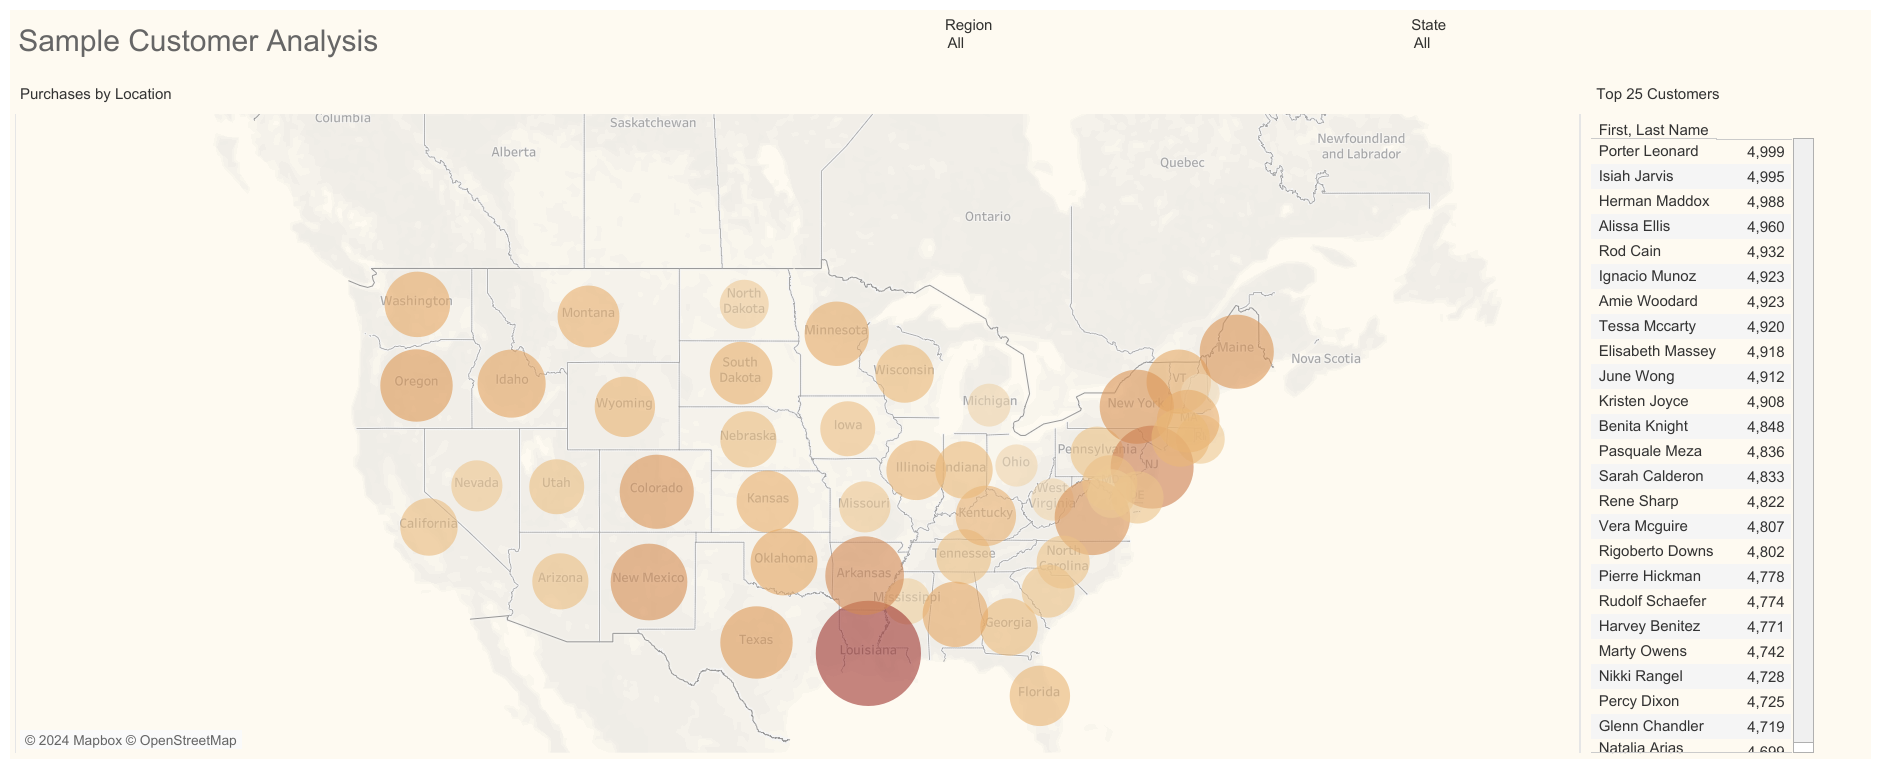 Sample Customer Analysis
Region
All
State
All
Purchases by Location
Top 25 Customers
First, Last Name
Porter Leonard 4,999
Isiah Jarvis 4,995
Herman Maddox 4,988
Alissa Ellis 4,960
Rod Cain 4,932
Ignacio Munoz 4,923
Amie Woodard 4,923
Tessa Mccarty 4,920
Elisabeth Massey 4,918
June Wong 4,912
Kristen Joyce 4,908
Benita Knight 4,848
Pasquale Meza 4,836
Sarah Calderon 4,833
Rene Sharp 4,822
Vera Mcguire 4,807
Rigoberto Downs 4,802
Pierre Hickman 4,778
Rudolf Schaefer 4,774
Harvey Benitez 4,771
Marty Owens 4,742
Nikki Rangel 4,728
Percy Dixon 4,725
Glenn Chandler 4,719
Natalia Arias 4,699
Columbia
Saskatchewan
Alberta
Ontario
Quebec
Newfoundland
and Labrador
Nova Scotia
Washington
Montana
North
Dakota
Minnesota
Maine
Oregon
Idaho
Wyoming
South
Dakota
Wisconsin
Michigan
VT
New York
Nebraska
Iowa
Illinois
Indiana
Ohio
Pennsylvania
NJ
Nevada
Utah
Colorado
Kansas
Missouri
West
Virginia
DE
California
Kentucky
Arizona
New Mexico
Oklahoma
Arkansas
Tennessee
North
Carolina
Mississippi
Georgia
Texas
Louisiana
Florida
© 2024 Mapbox © OpenStreetMap